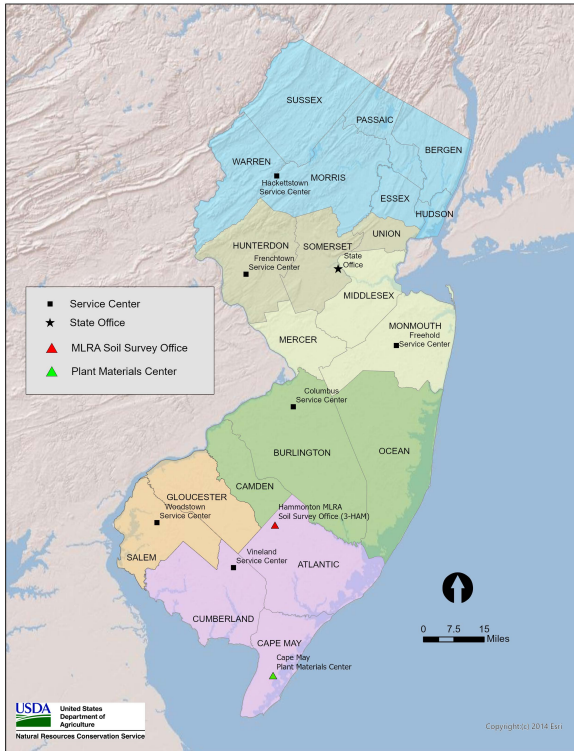 SUSSEX
PASSAIC
BERGEN
WARREN
MORRIS
Hackettstown
Service Center
ESSEX
HUDSON
UNION
HUNTERDON
SOMERSET
Frenchtown
Service Center
State
Office
MIDDLESEX
MERCER
MONMOUTH
Freehold
Service Center
Service Center
State Office
MLRA Soil Survey Office
Plant Materials Center
Columbus
Service Center
BURLINGTON
OCEAN
CAMDEN
GLOUCESTER
Woodstown
Service Center
SALEM
Hammonton MLRA
Soil Survey Office (3-HAM)
Vineland
Service Center
ATLANTIC
CUMBERLAND
CAPE MAY
Cape May
Plant Materials Center
0 7.5 15
Miles
USDA
United States
Department of
Agriculture
Natural Resources Conservation Service
Copyright:(c) 2014 Esri